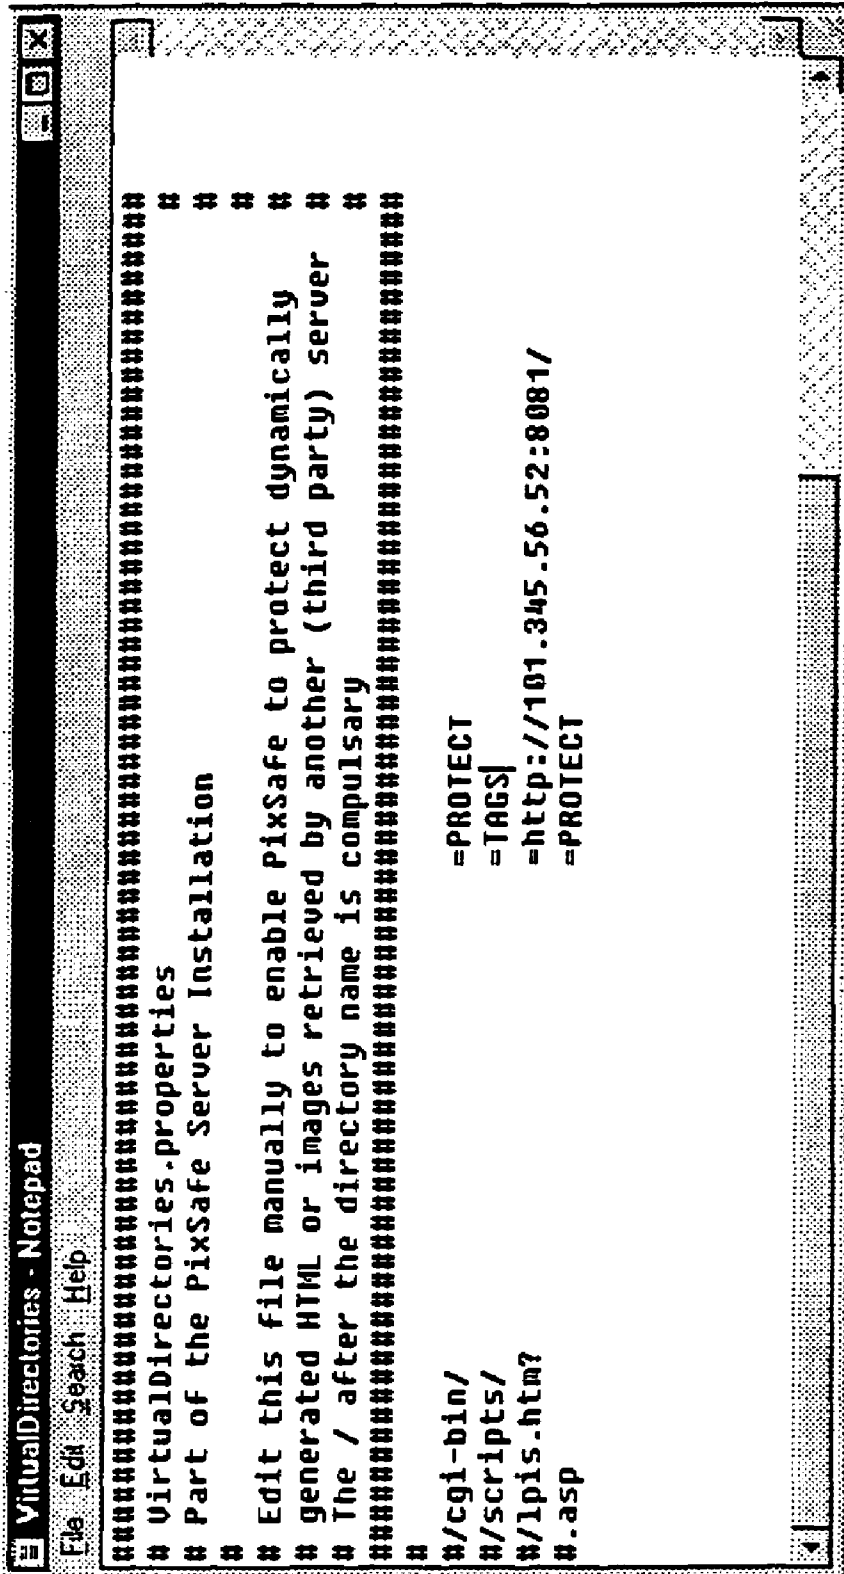 VirtualDirectories - Notepad
File Edit Search Help
################################################################
# VirtualDirectories.properties #
# Part of the PixSafe Server Installation #
# #
# Edit this file manually to enable PixSafe to protect dynamically #
# generated HTML or images retrieved by another (third party) server #
# The / after the directory name is compulsary #
################################################################
#
#/cgi-bin/ =PROTECT
#/scripts/ =TAGS
#/lpis.htm? =http://101.345.56.52:8081/
#.asp =PROTECT